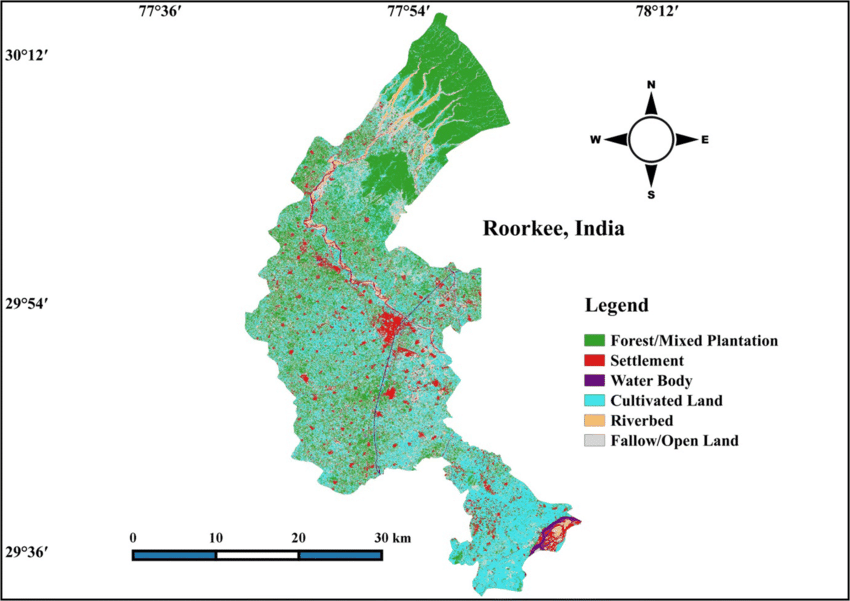 77°36′ 77°54′ 78°12′
30°12′
N
W E
S
Roorkee, India
29°54′
Legend
Forest/Mixed Plantation
Settlement
Water Body
Cultivated Land
Riverbed
Fallow/Open Land
0 10 20 30 km
29°36′